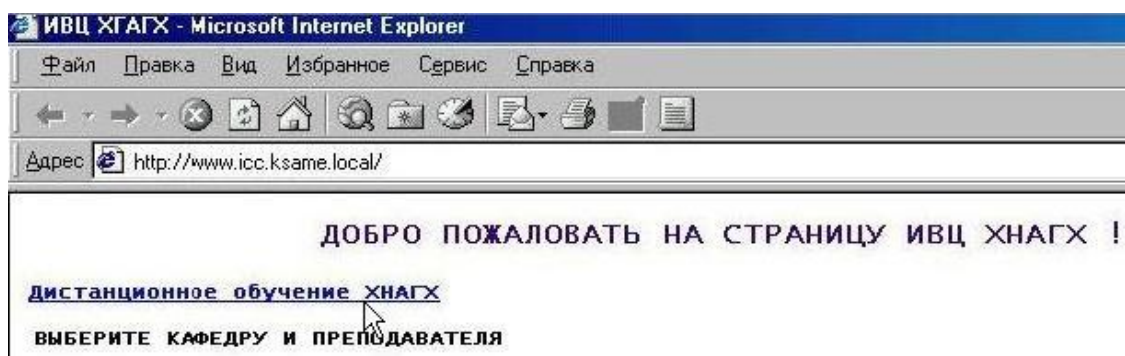 ИВЦ ХГАГХ - Microsoft Internet Explorer
Файл Правка Вид Избранное Сервис Справка
Адрес http://www.icc.ksame.local/
ДОБРО ПОЖАЛОВАТЬ НА СТРАНИЦУ ИВЦ ХНАГХ !
Дистанционное обучение ХНАГХ
ВЫБЕРИТЕ КАФЕДРУ И ПРЕПОДАВАТЕЛЯ